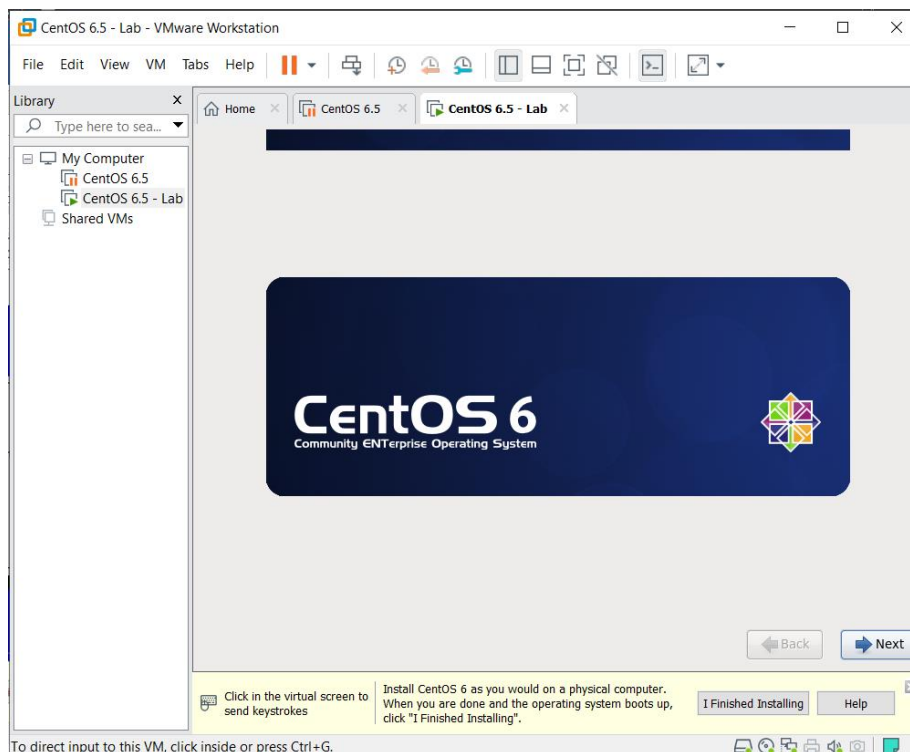 CentOS 6.5 - Lab - VMware Workstation
File Edit View VM Tabs Help
Library X
Type here to sea...
My Computer
CentOS 6.5
CentOS 6.5 - Lab
Shared VMs
Home × CentOS 6.5 × CentOS 6.5 - Lab ×
CentOS 6
Community ENTerprise Operating System
Back Next
Click in the virtual screen to
send keystrokes
Install CentOS 6 as you would on a physical computer.
When you are done and the operating system boots up,
click "I Finished Installing".
I Finished Installing Help
To direct input to this VM, click inside or press Ctrl+G.